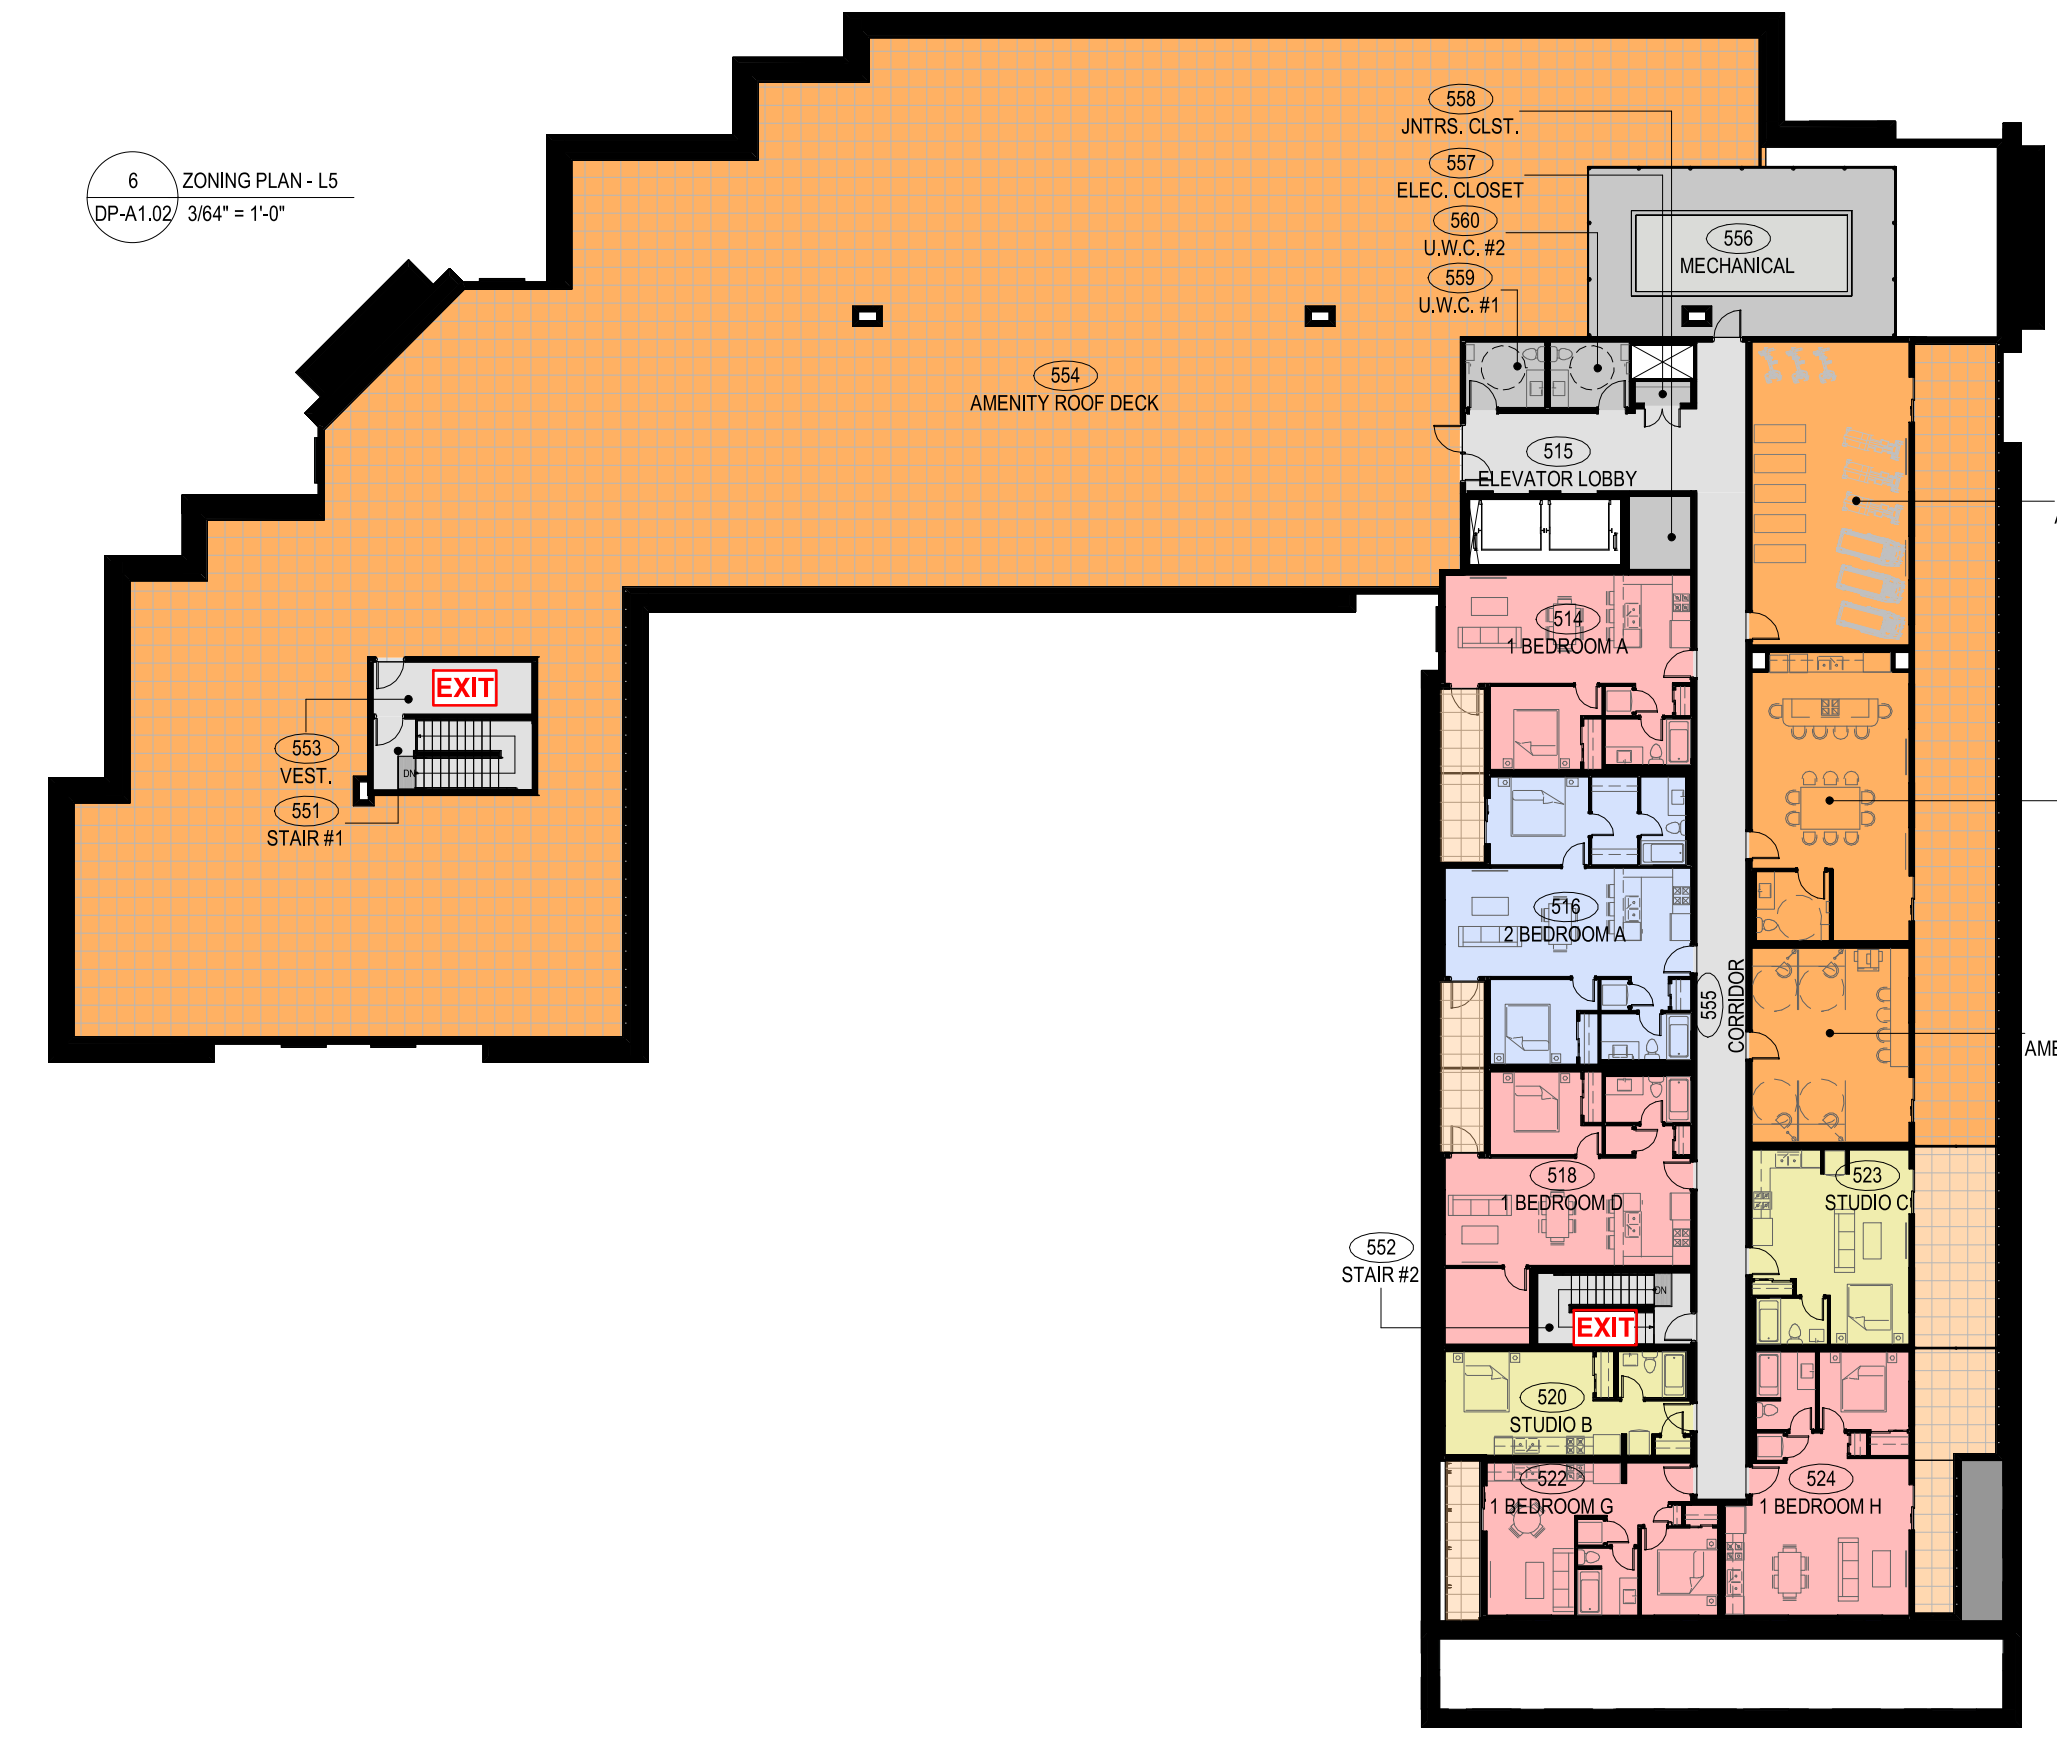 6
ZONING PLAN - L5
DP-A1.02
3/64" = 1'-0"
558
JNTRS. CLST.
557
ELEC. CLOSET
560
U.W.C. #2
559
U.W.C. #1
556
MECHANICAL
554
AMENITY ROOF DECK
515
ELEVATOR LOBBY
514
1 BEDROOM A
EXIT
553
VEST.
DN
551
STAIR #1
516
2 BEDROOM A
555
CORRIDOR
AME
518
1 BEDROOM D
523
STUDIO C
552
STAIR #2
DN
EXIT
520
STUDIO B
522
1 BEDROOM G
524
1 BEDROOM H